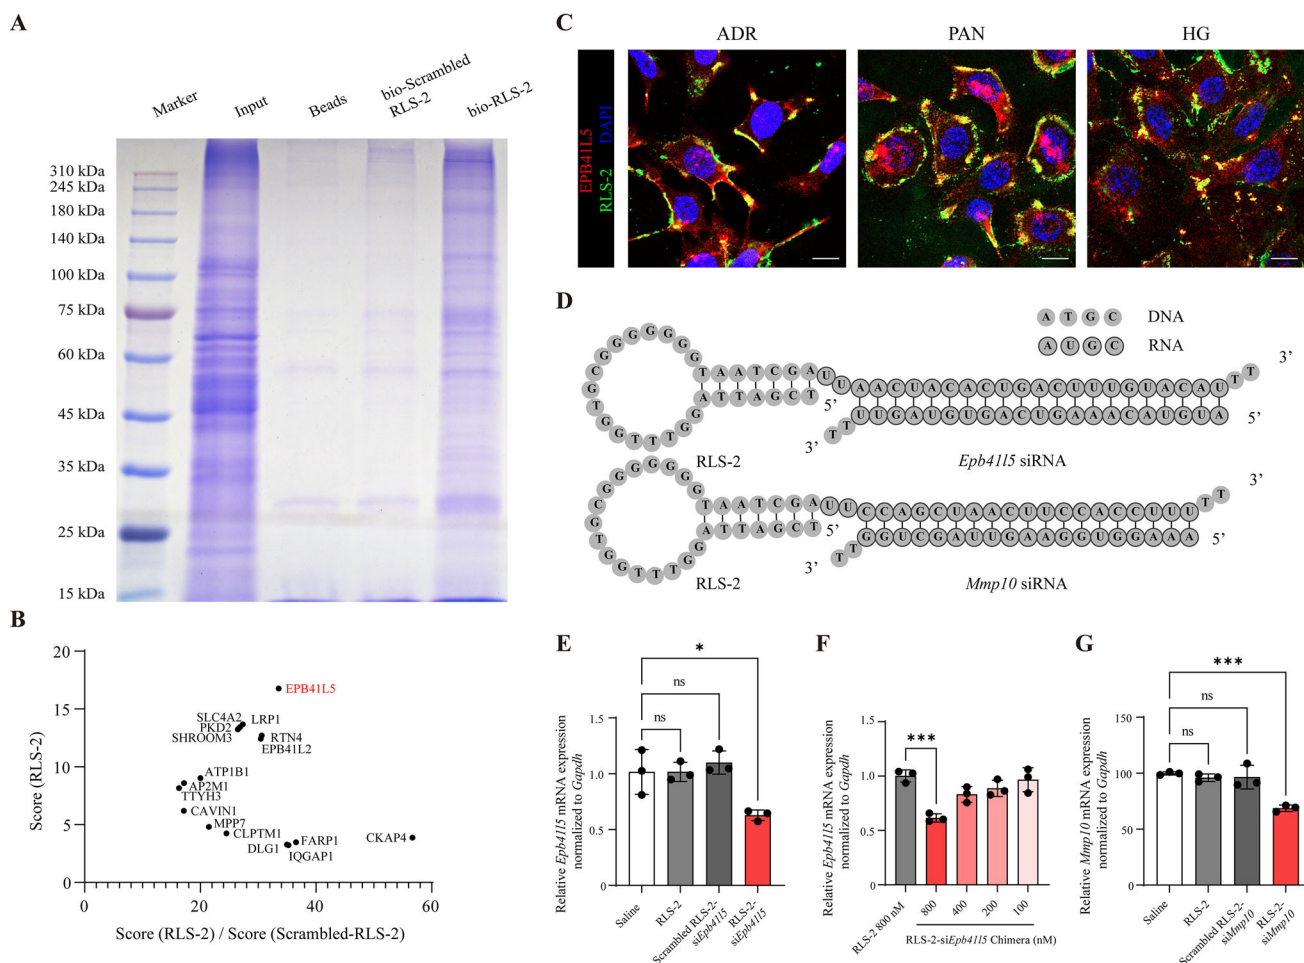 A
Marker
Input
Beads
bio-Scrambled
RLS-2
bio-RLS-2
310 kDa
245 kDa
180 kDa
140 kDa
100 kDa
75 kDa
60 kDa
45 kDa
35 kDa
25 kDa
15 kDa
B
Score (RLS-2)
20
15
10
5
0
EPB41L5
SLC4A2
LRP1
PKD2
RTN4
SHROOM3
EPB41L2
ATP1B1
AP2M1
TTYH3
CAVIN1
MPP7
CLPTM1
FARP1
CKAP4
DLG1
IQGAP1
0
20
40
60
Score (RLS-2) / Score (Scrambled-RLS-2)
C
ADR
PAN
HG
EPB41L5
DAPI
RLS-2
D
A T G C DNA
A U G C RNA
T A A T C G A U U A A C U A C A C U G A C U U U G U A C A U T T
3'
A T T A G C T
5'
T T U U G A U G U G A C U G A A A C A U G U A
3'
5'
RLS-2
Epb41l5 siRNA
T A A T C G A U U C C A G C U A A C U U C C A C C U U U T T
3'
A T T A G C T
5'
T T G G U C G A U U G A A G G U G G A A A
3'
5'
RLS-2
Mmp10 siRNA
E
Relative Epb41l5 mRNA expression
normalized to Gapdh
1.5
1.0
0.5
0
*
ns
ns
Saline
RLS-2
Scrambled RLS-2-
siEpb41l5
RLS-2-
siEpb41l5
F
Relative Epb41l5 mRNA expression
normalized to Gapdh
1.5
1.0
0.5
0
***
RLS-2 800 nM
800
400
200
100
RLS-2-siEpb41l5 Chimera (nM)
G
Relative Mmp10 mRNA expression
normalized to Gapdh
150
100
50
0
***
ns
ns
Saline
RLS-2
Scrambled RLS-2-
siMmp10
RLS-2-
siMmp10